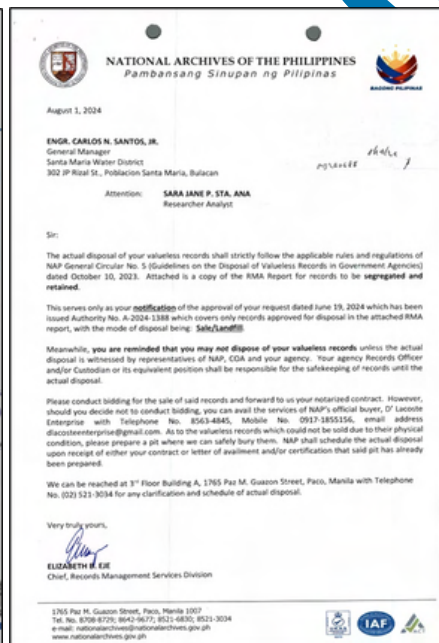 NATIONAL ARCHIVES OF THE PHILIPPINES
Pambansang Sinupan ng Pilipinas
BAGONG PILIPINAS
August 1, 2024
ENGR. CARLOS N. SANTOS, JR.
General Manager
Santa Maria Water District
302 JP Rizal St., Poblacion Santa Maria, Bulacan
Attention: SARA JANE P. STA. ANA
Researcher Analyst
Sir:
The actual disposal of your valueless records shall strictly follow the applicable rules and regulations of
NAP General Circular No. 5 (Guidelines on the Disposal of Valueless Records in Government Agencies)
dated October 10, 2023. Attached is a copy of the RMA Report for records to be segregated and
retained.
This serves only as your notification of the approval of your request dated June 19, 2024 which has been
issued Authority No. A-2024-1388 which covers only records approved for disposal in the attached RMA
report, with the mode of disposal being: Sale/Landfill.
Meanwhile, you are reminded that you may not dispose of your valueless records unless the actual
disposal is witnessed by representatives of NAP, COA and your agency. Your agency Records Officer
and/or Custodian or its equivalent position shall be responsible for the safekeeping of records until the
actual disposal.
Please conduct bidding for the sale of said records and forward to us your notarized contract. However,
should you decide not to conduct bidding, you can avail the services of NAP's official buyer, D' Lacoste
Enterprise with Telephone No. 8563-4845, Mobile No. 0917-1855156, email address
dlacosteenterprise@gmail.com. As to the valueless records which could not be sold due to their physical
condition, please prepare a pit where we can safely bury them. NAP shall schedule the actual disposal
upon receipt of either your contract or letter of availment and/or certification that said pit has already
been prepared.
We can be reached at 3rd Floor Building A, 1765 Paz M. Guazon Street, Paco, Manila with Telephone
No. (02) 521-3034 for any clarification and schedule of actual disposal.
Very truly yours,
ELIZABETH B. EJE
Chief, Records Management Services Division
1765 Paz M. Guazon Street, Paco, Manila 1007
Tel. No. 8708-8729; 8642-9677; 8521-6830; 8521-3034
e-mail: nationalarchives@nationalarchives.gov.ph
www.nationalarchives.gov.ph
IAF